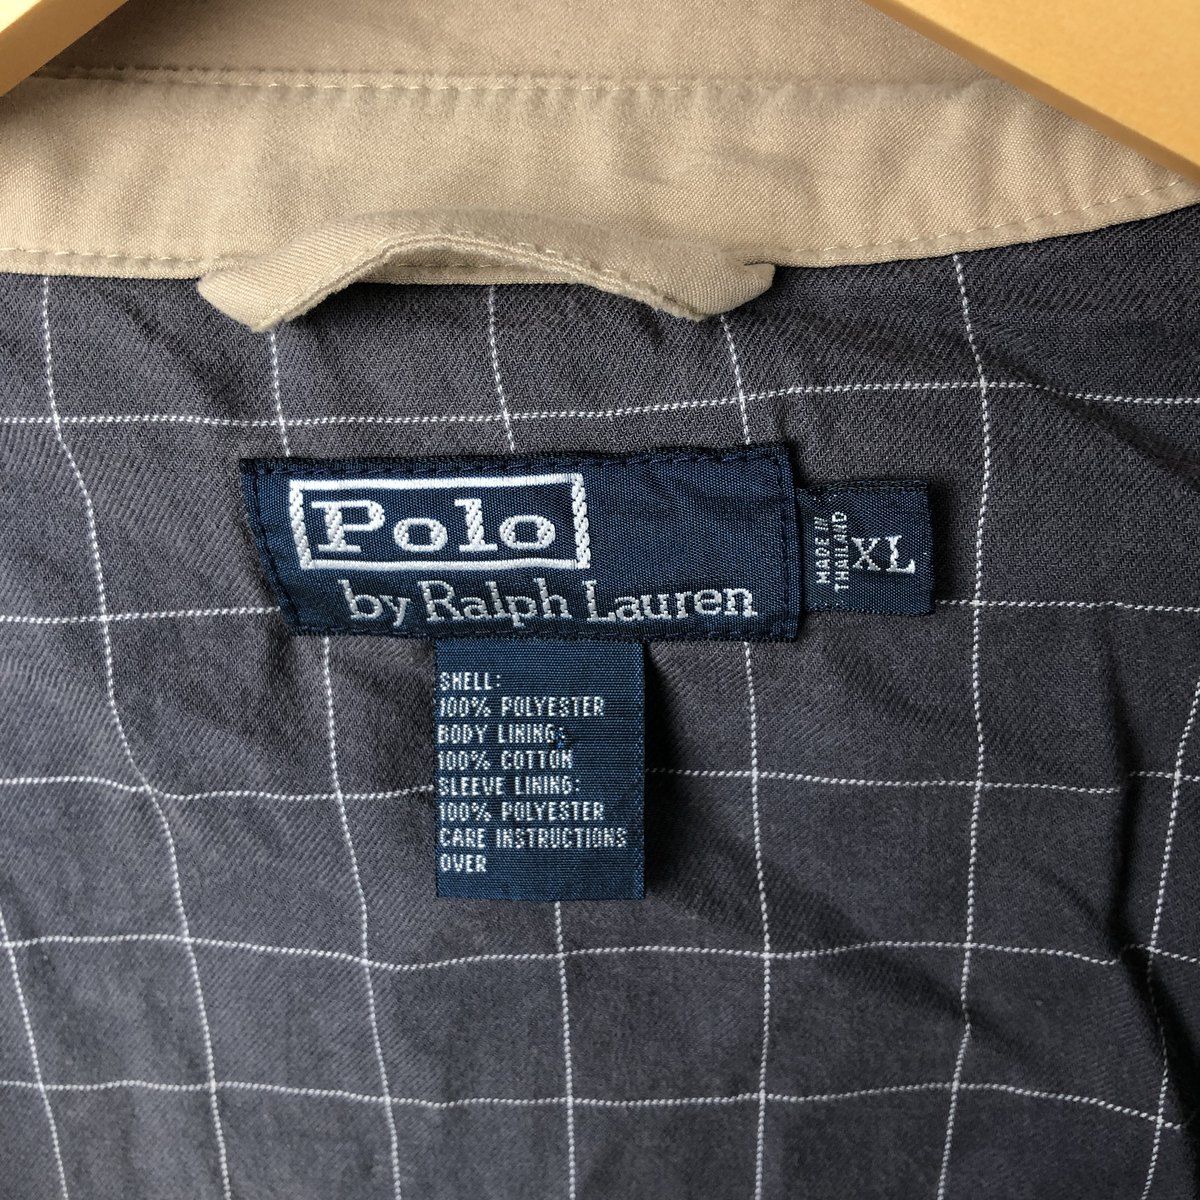 Polo
by Ralph Lauren
MADE IN
THAILAND
XL
SHELL:
100% POLYESTER
BODY LINING:
100% COTTON
SLEEVE LINING:
100% POLYESTER
CARE INSTRUCTIONS
OVER